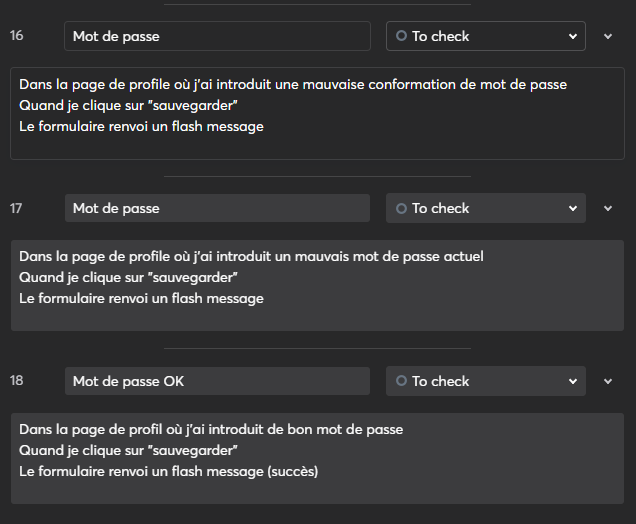 16 Mot de passe To check
Dans la page de profile où j'ai introduit une mauvaise conformation de mot de passe
Quand je clique sur "sauvegarder"
Le formulaire renvoi un flash message
17 Mot de passe To check
Dans la page de profile où j'ai introduit un mauvais mot de passe actuel
Quand je clique sur "sauvegarder"
Le formulaire renvoi un flash message
18 Mot de passe OK To check
Dans la page de profil où j'ai introduit de bon mot de passe
Quand je clique sur "sauvegarder"
Le formulaire renvoi un flash message (succès)